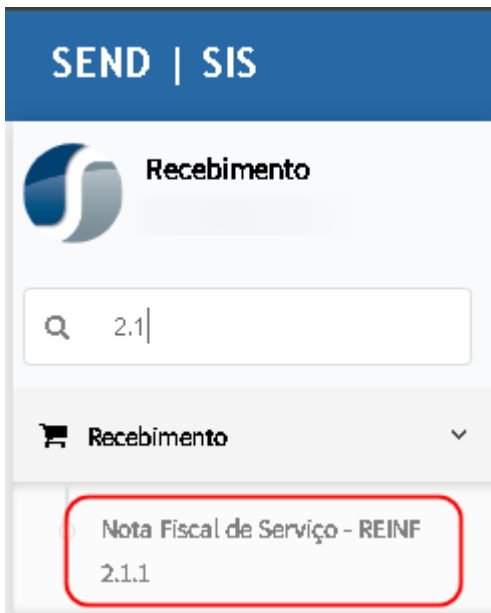 SEND | SIS
Recebimento
2.1
Recebimento
Nota Fiscal de Serviço - REINF
2.1.1